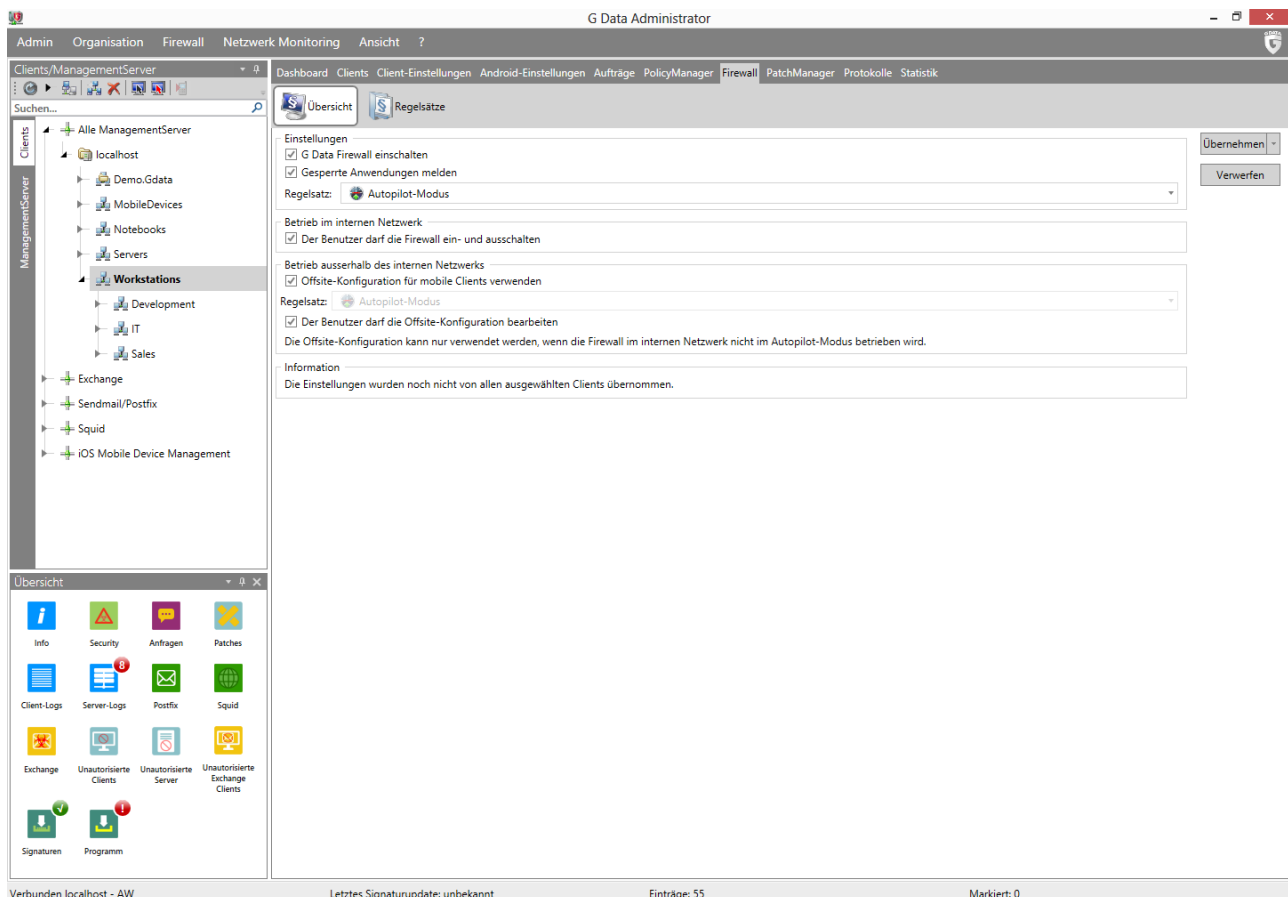 G Data Administrator
Admin Organisation Firewall Netzwerk Monitoring Ansicht ?
G DATA
Clients/ManagementServer
Suchen...
Clients
ManagementServer
Alle ManagementServer
localhost
Demo.Gdata
MobileDevices
Notebooks
Servers
Workstations
Development
IT
Sales
Exchange
Sendmail/Postfix
Squid
iOS Mobile Device Management
Dashboard Clients Client-Einstellungen Android-Einstellungen Aufträge PolicyManager Firewall PatchManager Protokolle Statistik
Übersicht Regelsätze
Einstellungen
G Data Firewall einschalten
Gesperrte Anwendungen melden
Regelsatz: Autopilot-Modus
Betrieb im internen Netzwerk
Der Benutzer darf die Firewall ein- und ausschalten
Betrieb ausserhalb des internen Netzwerks
Offsite-Konfiguration für mobile Clients verwenden
Regelsatz: Autopilot-Modus
Der Benutzer darf die Offsite-Konfiguration bearbeiten
Die Offsite-Konfiguration kann nur verwendet werden, wenn die Firewall im internen Netzwerk nicht im Autopilot-Modus betrieben wird.
Information
Die Einstellungen wurden noch nicht von allen ausgewählten Clients übernommen.
Übernehmen
Verwerfen
Übersicht
Info Security Anfragen Patches
8
Client-Logs Server-Logs Postfix Squid
Exchange Unautorisierte Clients Unautorisierte Server Unautorisierte Exchange Clients
Signaturen Programm
Verbunden localhost - AW Letztes Signaturupdate: unbekannt Einträge: 55 Markiert: 0